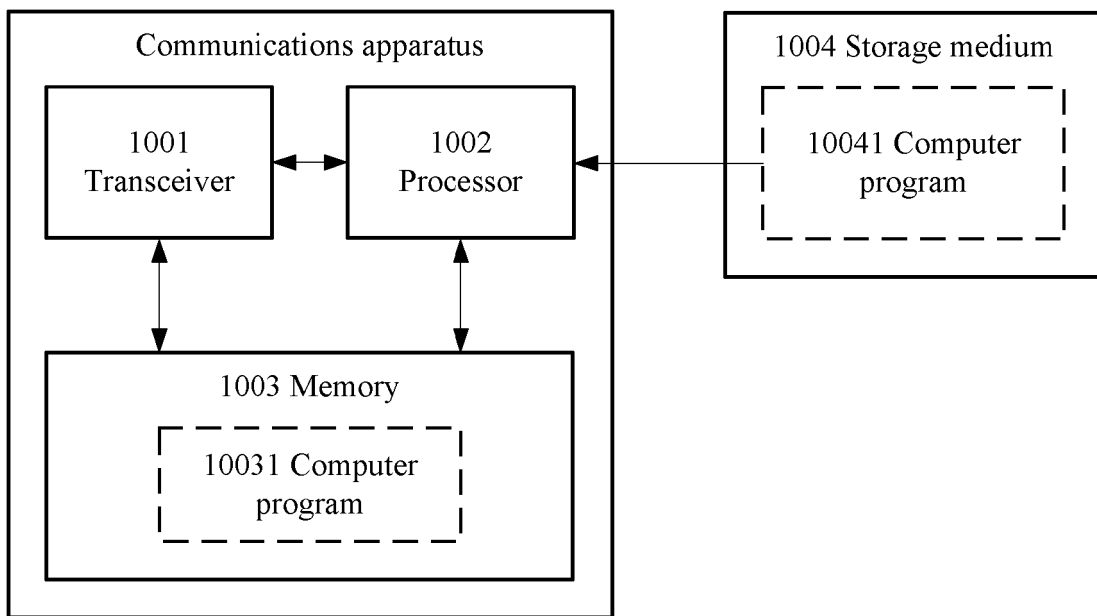 Communications apparatus
1001
Transceiver
1002
Processor
1003 Memory
10031 Computer
program
1004 Storage medium
10041 Computer
program